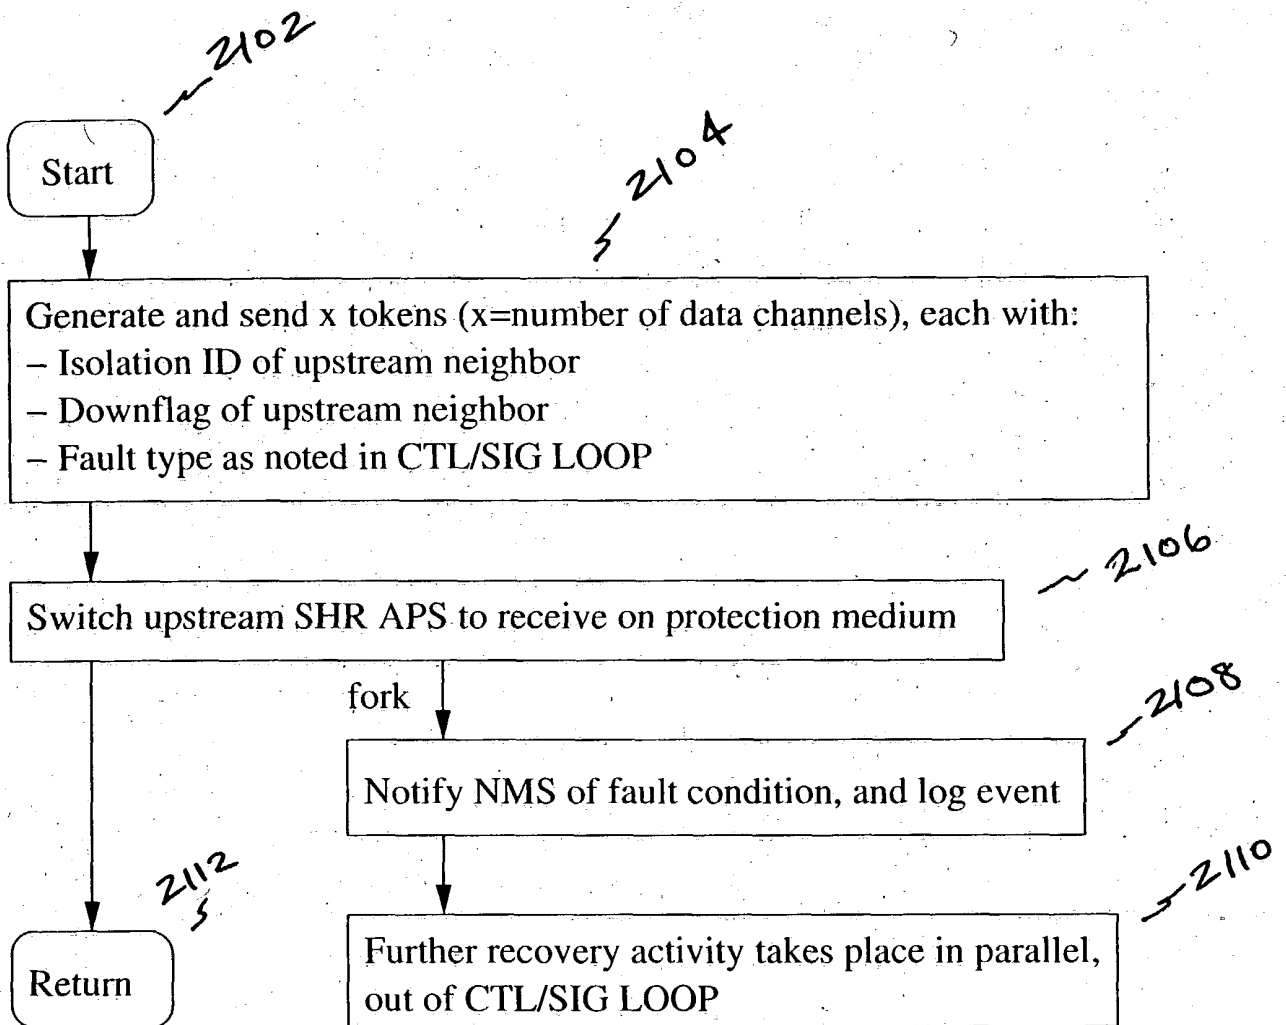 2102
Start
2104
Generate and send x tokens (x=number of data channels), each with:
– Isolation ID of upstream neighbor
– Downflag of upstream neighbor
– Fault type as noted in CTL/SIG LOOP
2106
Switch upstream SHR APS to receive on protection medium
fork
2108
Notify NMS of fault condition, and log event
2110
2112
Further recovery activity takes place in parallel,
out of CTL/SIG LOOP
Return